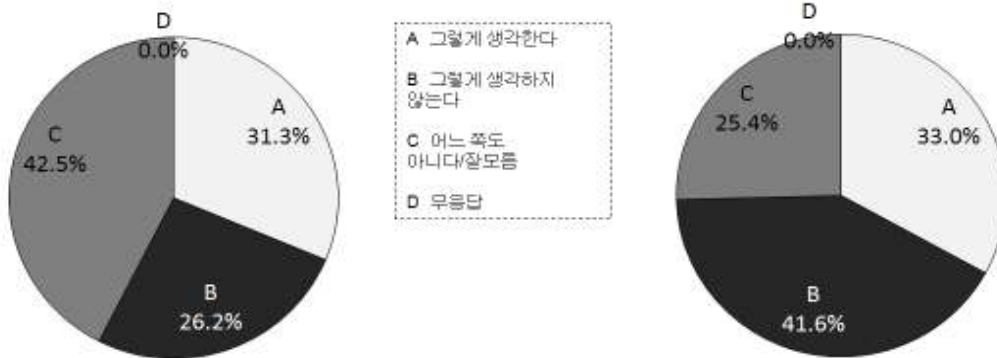 D
0.0%
A
31.3%
C
42.5%
B
26.2%
A 그렇게 생각한다
B 그렇게 생각하지
않는다
C 어느 쪽도
아니다/잘모름
D 무응답
D
0.0%
C
25.4%
A
33.0%
B
41.6%